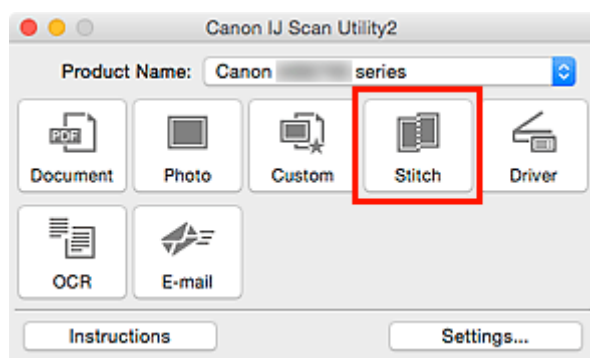 Canon IJ Scan Utility2
Product Name: Canon series
PDF
Document Photo Custom Stitch Driver
OCR E-mail
Instructions Settings...